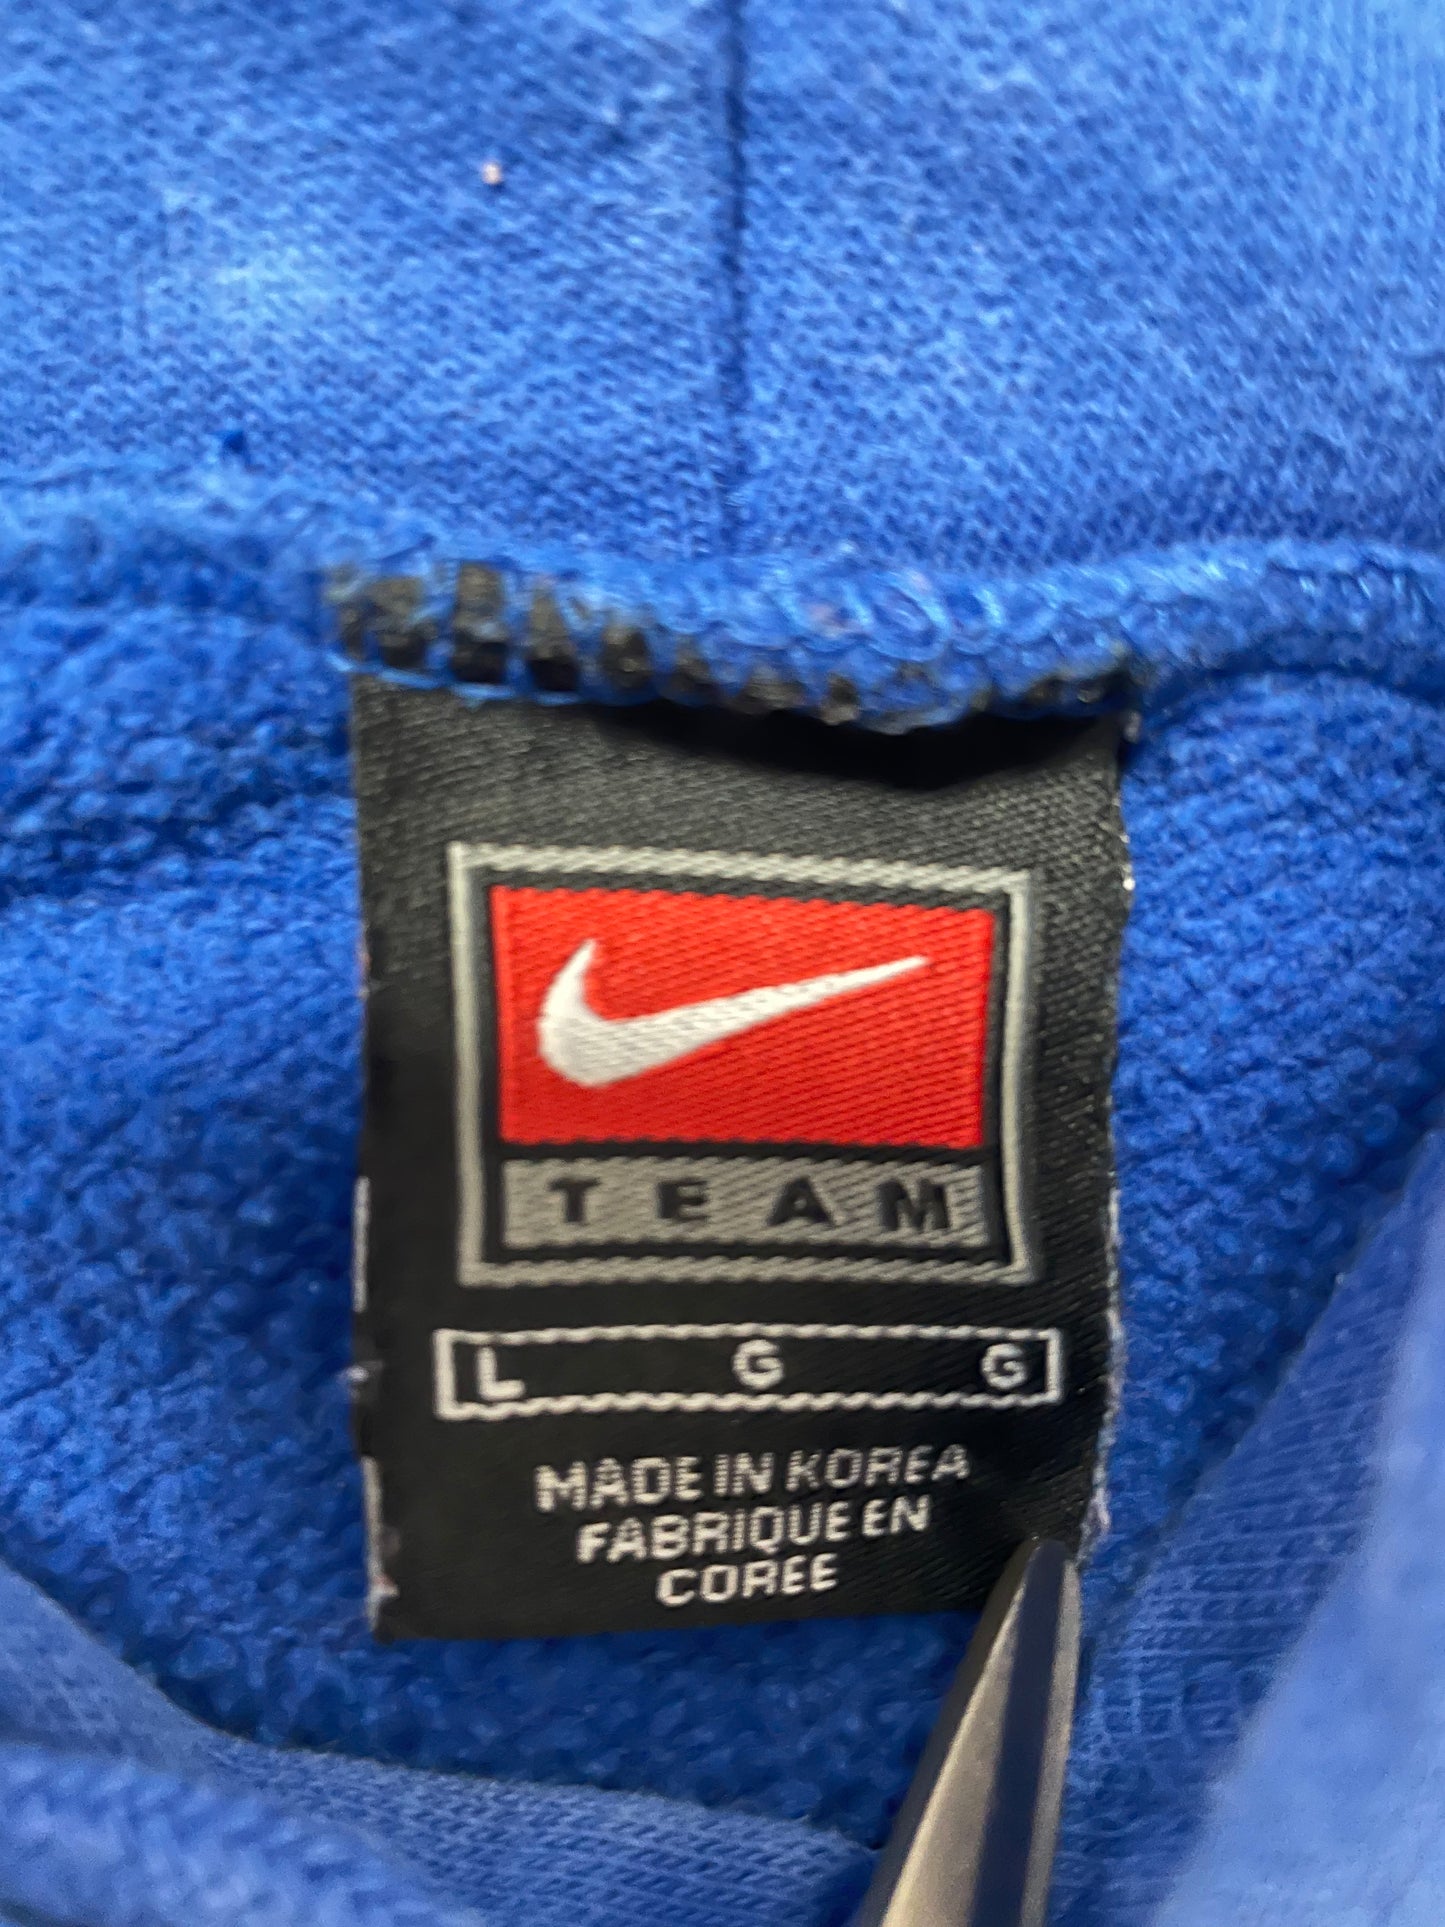 TEAM
L G G
MADE IN KOREA
FABRIQUE EN
COREE